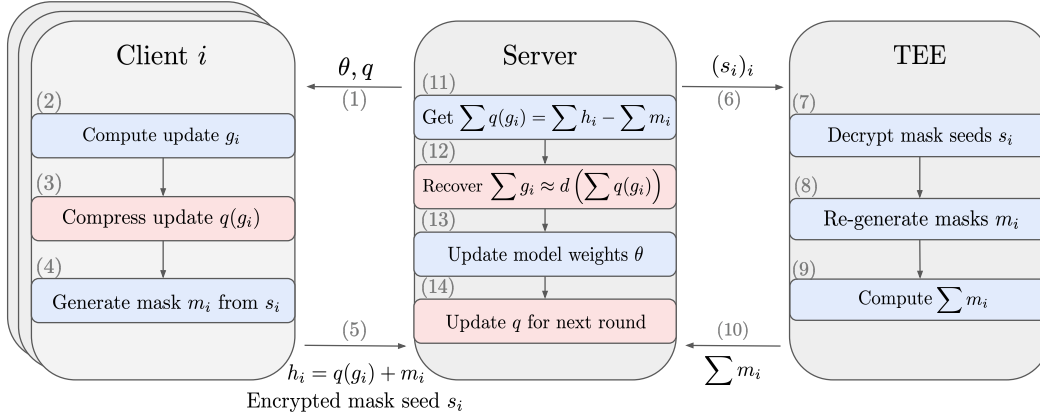 Client i
(2)
Compute update g_i
(3)
Compress update q(g_i)
(4)
Generate mask m_i from s_i
θ, q
(1)
(5)
h_i = q(g_i) + m_i
Encrypted mask seed s_i
Server
(11)
Get ∑ q(g_i) = ∑ h_i − ∑ m_i
(12)
Recover ∑ g_i ≈ d (∑ q(g_i))
(13)
Update model weights θ
(14)
Update q for next round
(s_i)_i
(6)
(10)
∑ m_i
TEE
(7)
Decrypt mask seeds s_i
(8)
Re-generate masks m_i
(9)
Compute ∑ m_i